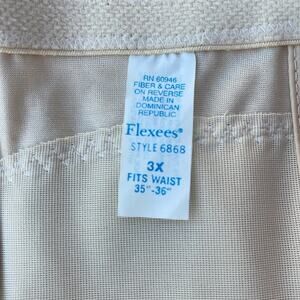 RN 60946
FIBER & CARE
ON REVERSE
MADE IN
DOMINICAN
REPUBLIC
Flexees®
STYLE 6868
3X
FITS WAIST
35"-36"